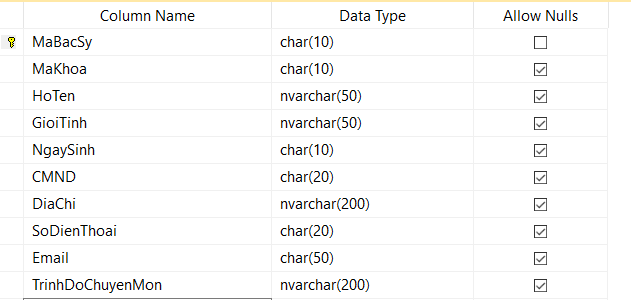 Column Name Data Type Allow Nulls
MaBacSy char(10)
MaKhoa char(10)
HoTen nvarchar(50)
GioiTinh nvarchar(50)
NgaySinh char(10)
CMND char(20)
DiaChi nvarchar(200)
SoDienThoai char(20)
Email char(50)
TrinhDoChuyenMon nvarchar(200)